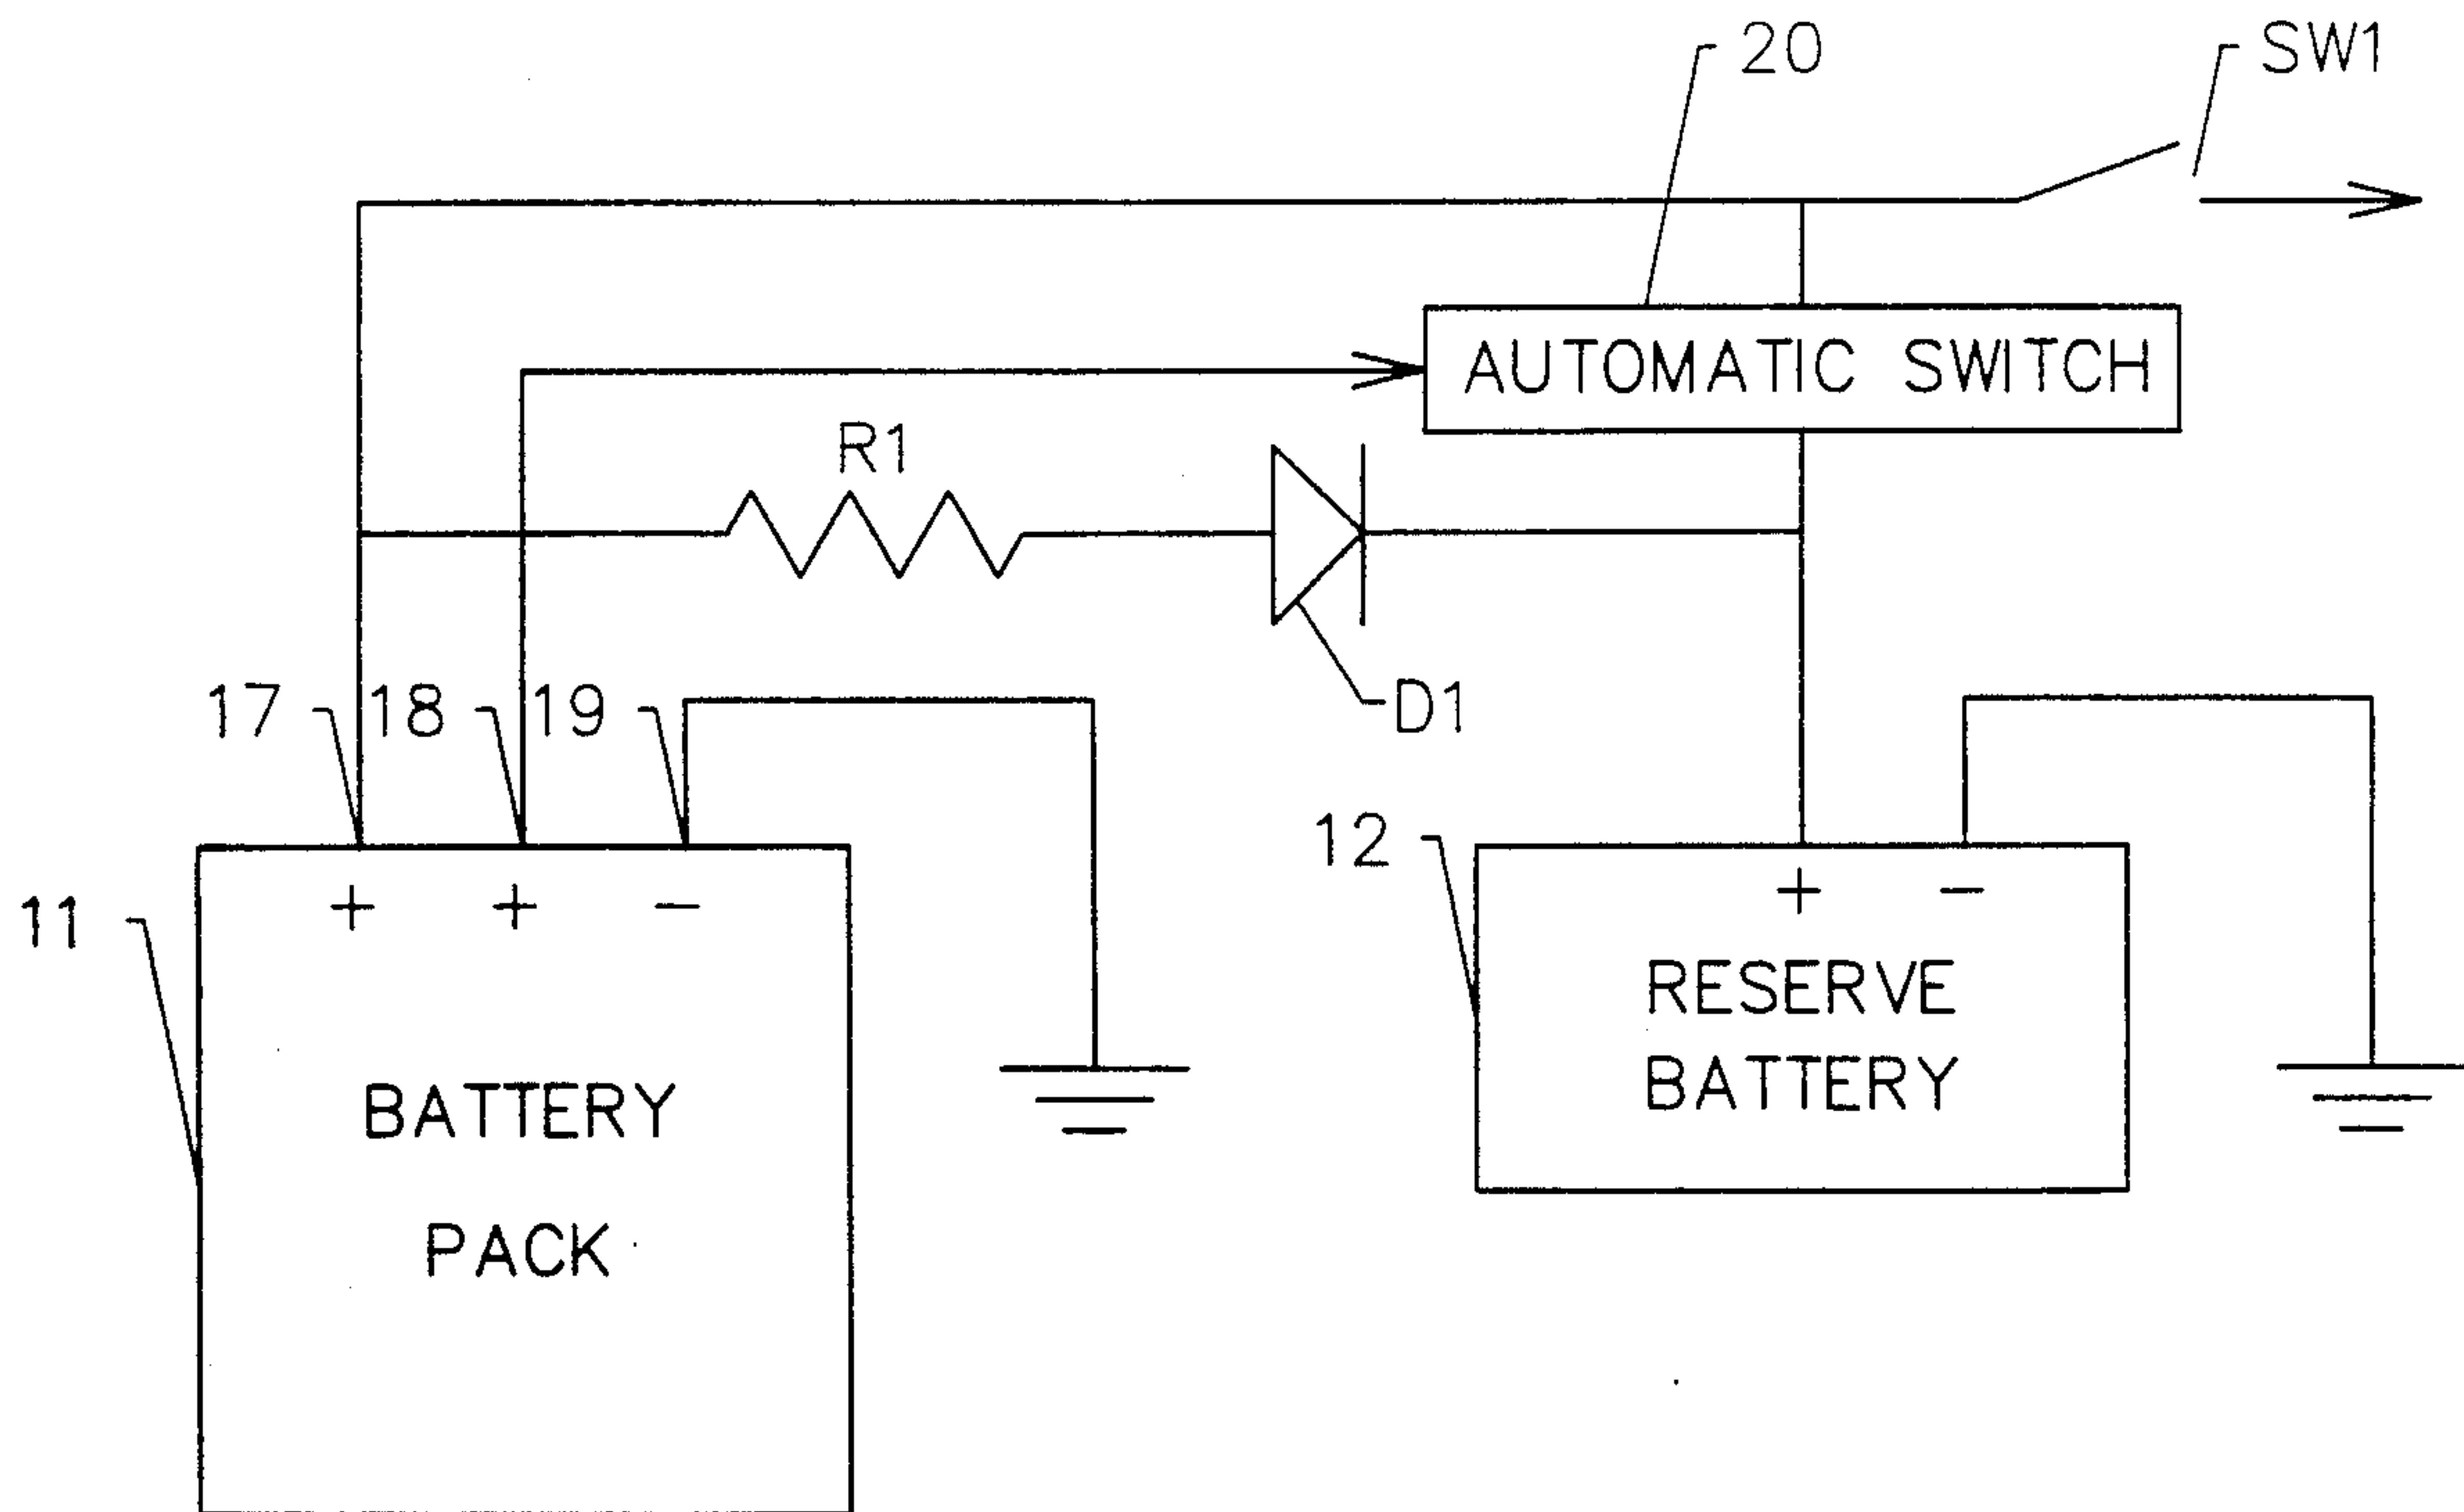 20
SW1
AUTOMATIC SWITCH
R1
17
18
19
D1
12
+ + -
+ -
11
RESERVE
BATTERY
BATTERY
PACK